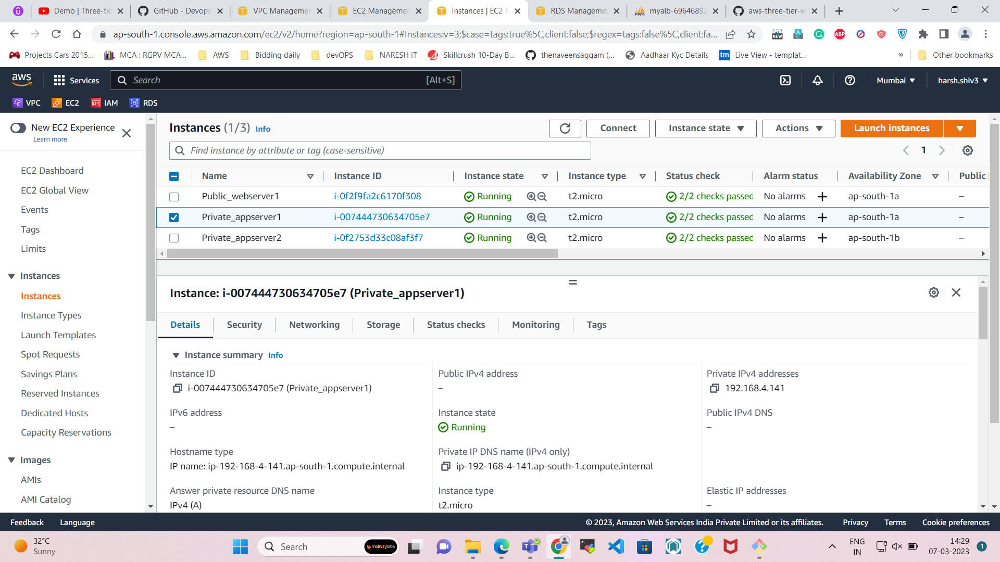 Demo | Three-tie
GitHub - Devops
VPC Managemen
EC2 Managemen
Instances | EC2 M
RDS Managemen
myalb-69646892
aws-three-tier-w
ap-south-1.console.aws.amazon.com/ec2/v2/home?region=ap-south-1#Instances:v=3;$case=tags:true%5C,client:false;$regex=tags:false%5C,client:fa...
Projects Cars 2015...
MCA : RGPV MCA...
AWS
Bidding daily
devOPS
NARESH IT
Skillcrush 10-Day B...
thenaveensaggam (...
Aadhaar Kyc Details
tm
Live View - templat...
»
Other bookmarks
aws
Services
Search
[Alt+S]
Mumbai
harsh.shiv3
VPC
EC2
IAM
RDS
New EC2 Experience
Learn more
EC2 Dashboard
EC2 Global View
Events
Tags
Limits
Instances
Instances
Instance Types
Launch Templates
Spot Requests
Savings Plans
Reserved Instances
Dedicated Hosts
Capacity Reservations
Images
AMIs
AMI Catalog
Instances (1/3) Info
Connect
Instance state
Actions
Launch instances
Find instance by attribute or tag (case-sensitive)
1
Name Instance ID Instance state Instance type Status check Alarm status Availability Zone Public I
Public_webserver1 i-0f2f9fa2c6170f308 Running t2.micro 2/2 checks passed No alarms + ap-south-1a –
Private_appserver1 i-007444730634705e7 Running t2.micro 2/2 checks passed No alarms + ap-south-1a –
Private_appserver2 i-0f2753d33c08af3f7 Running t2.micro 2/2 checks passed No alarms + ap-south-1b –
Instance: i-007444730634705e7 (Private_appserver1)
Details
Security
Networking
Storage
Status checks
Monitoring
Tags
Instance summary Info
Instance ID
i-007444730634705e7 (Private_appserver1)
Public IPv4 address
–
Private IPv4 addresses
192.168.4.141
IPv6 address
–
Instance state
Running
Public IPv4 DNS
–
Hostname type
IP name: ip-192-168-4-141.ap-south-1.compute.internal
Private IP DNS name (IPv4 only)
ip-192-168-4-141.ap-south-1.compute.internal
Answer private resource DNS name
IPv4 (A)
Instance type
t2.micro
Elastic IP addresses
–
Feedback
Language
© 2023, Amazon Web Services India Private Limited or its affiliates.
Privacy
Terms
Cookie preferences
32°C
Sunny
Search
motivitylabs
ENG
IN
14:29
07-03-2023
1
PMA
NEW
ABP